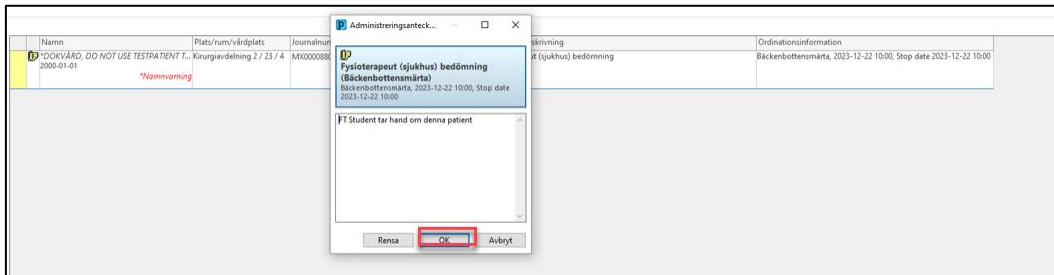 Administreringsanteck...
Namn
Plats/rum/vårdplats
Journalnum
skrivning
Ordinationsinformation
*DOKVÅRD, DO NOT USE TESTPATIENT T...
Kirurgiavdelning 2 / 23 / 4
MX0000880
ut (sjukhus) bedömning
Bäckenbottensmärta, 2023-12-22 10:00, Stop date 2023-12-22 10:00
2000-01-01
*Namnvarning
Fysioterapeut (sjukhus) bedömning
(Bäckenbottensmärta)
Bäckenbottensmärta, 2023-12-22 10:00, Stop date
2023-12-22 10:00
FT Student tar hand om denna patient
Rensa
OK
Avbryt